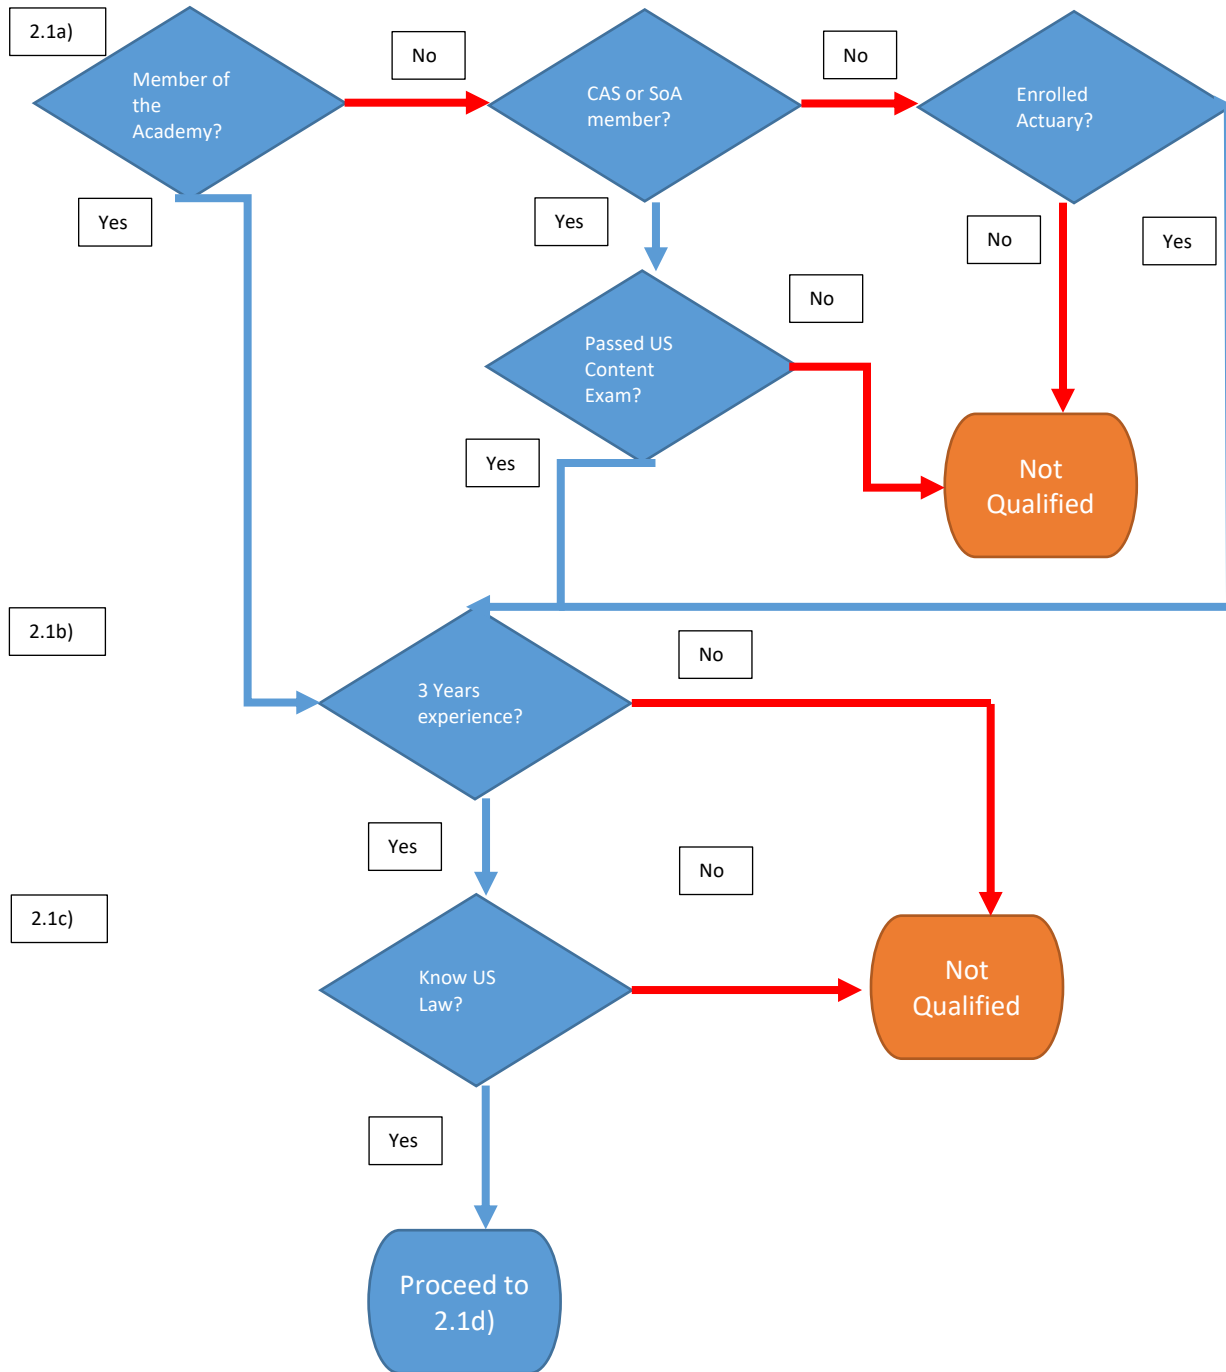 2.1a)
Member of
the
Academy?
No
CAS or SoA
member?
No
Enrolled
Actuary?
Yes
Yes
No
Yes
Passed US
Content
Exam?
No
Yes
Not
Qualified
2.1b)
3 Years
experience?
No
Yes
No
2.1c)
Know US
Law?
Not
Qualified
Yes
Proceed to
2.1d)